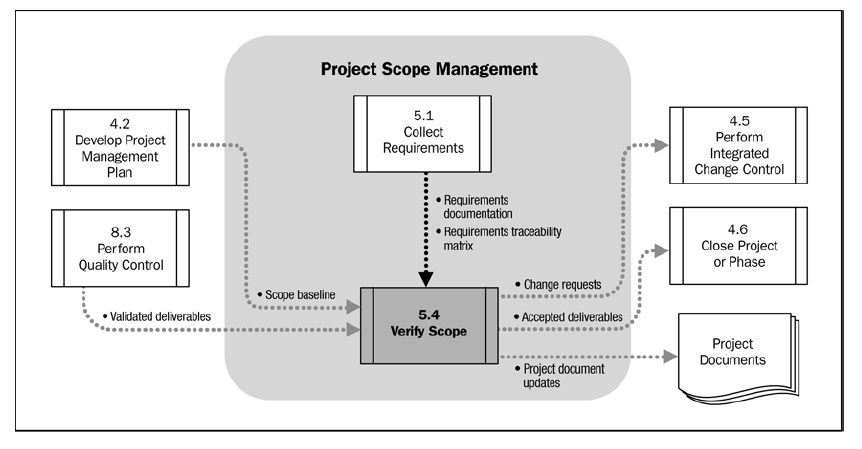 Project Scope Management
4.2
Develop Project
Management
Plan
5.1
Collect
Requirements
4.5
Perform
Integrated
Change Control
• Requirements
documentation
• Requirements traceability
matrix
8.3
Perform
Quality Control
4.6
Close Project
or Phase
• Scope baseline
• Change requests
• Validated deliverables
5.4
Verify Scope
• Accepted deliverables
Project
Documents
• Project document
updates